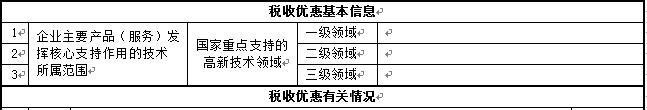 税收优惠基本信息
1 企业主要产品（服务）发挥核心支持作用的技术所属范围 国家重点支持的高新技术领域 一级领域
2 二级领域
3 三级领域
税收优惠有关情况